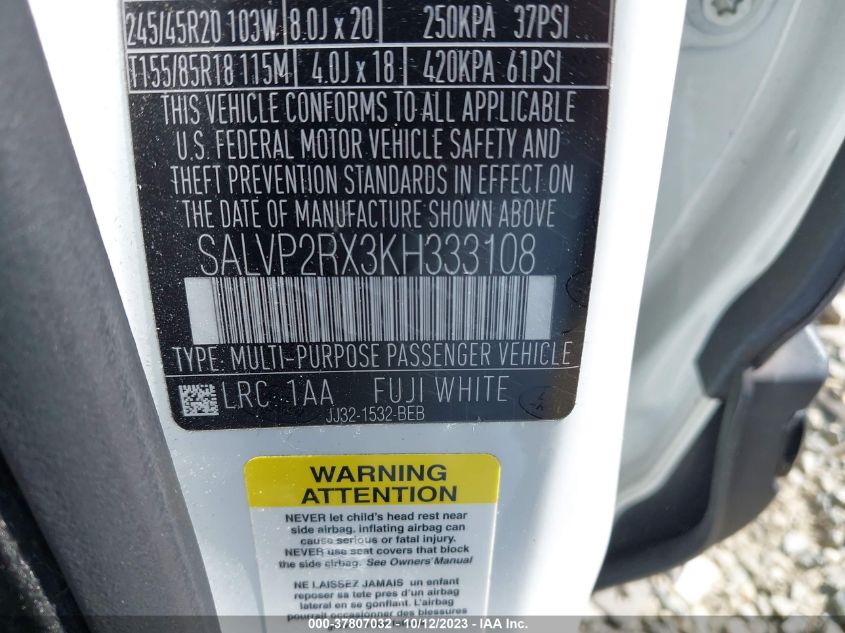 245/45R20 103W 8.0J x 20 250KPA 37PSI
T155/85R18 115M 4.0J x 18 420KPA 61PSI
THIS VEHICLE CONFORMS TO ALL APPLICABLE
U.S. FEDERAL MOTOR VEHICLE SAFETY AND
THEFT PREVENTION STANDARDS IN EFFECT ON
THE DATE OF MANUFACTURE SHOWN ABOVE
SALVP2RX3KH333108
TYPE: MULTI-PURPOSE PASSENGER VEHICLE
LRC 1AA FUJI WHITE
JJ32-1532-BEB
WARNING
ATTENTION
NEVER let child's head rest near
side airbag, inflating airbag can
cause serious or fatal injury.
NEVER use seat covers that block
the side airbag. See Owners Manual
NE LAISSEZ JAMAIS un enfant
reposer sa tete pres d'un airbag
lateral en se gonflant. L'airbag
pourrait occasionner des blessures
000-37807032 - 10/12/2023 - IAA Inc.